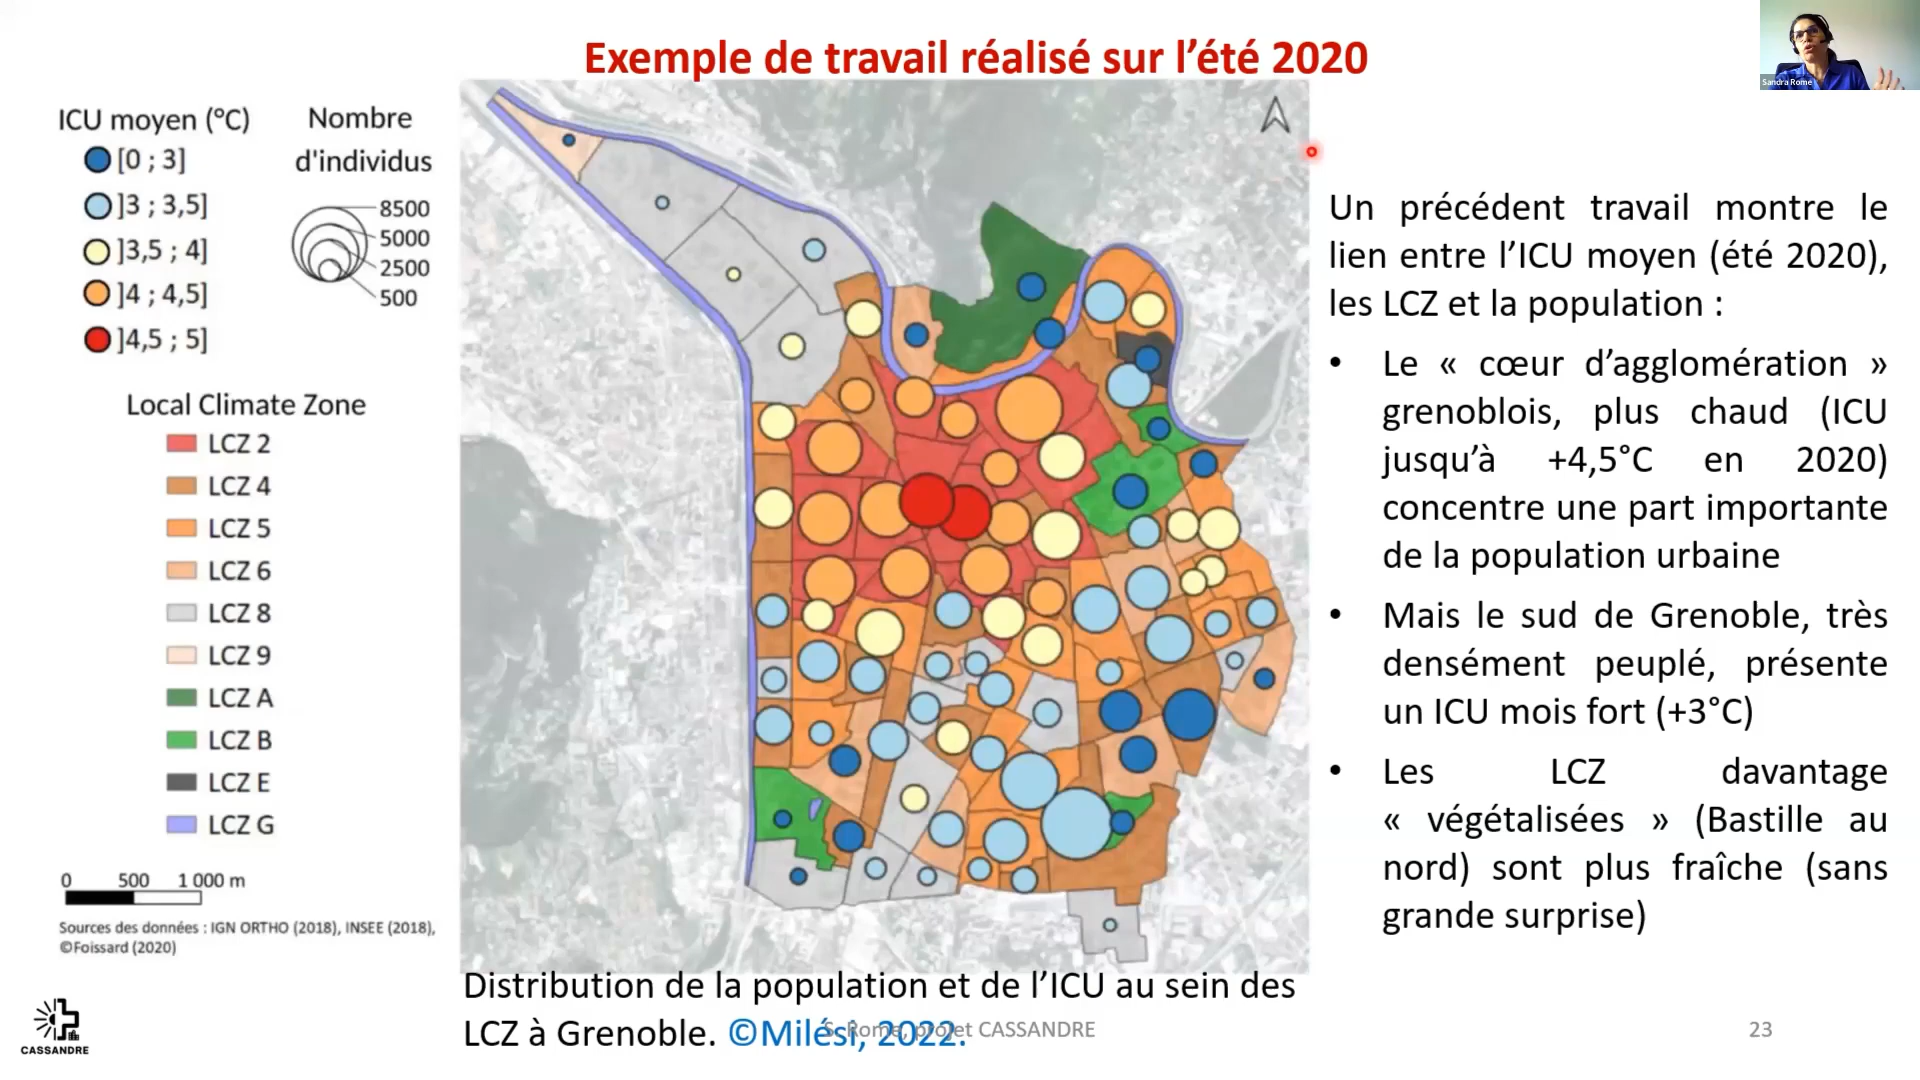 Exemple de travail réalisé sur l'été 2020
Sandra Rome
ICU moyen (°C)
[0 ; 3]
]3 ; 3,5]
]3,5 ; 4]
]4 ; 4,5]
]4,5 ; 5]
Nombre
d'individus
8500
5000
2500
500
Local Climate Zone
LCZ 2
LCZ 4
LCZ 5
LCZ 6
LCZ 8
LCZ 9
LCZ A
LCZ B
LCZ E
LCZ G
0 500 1 000 m
Sources des données : IGN ORTHO (2018), INSEE (2018),
©Foissard (2020)
CASSANDRE
Distribution de la population et de l'ICU au sein des
LCZ à Grenoble. ©Milési, 2022.
Un précédent travail montre le
lien entre l'ICU moyen (été 2020),
les LCZ et la population :
• Le « cœur d'agglomération »
grenoblois, plus chaud (ICU
jusqu'à +4,5°C en 2020)
concentre une part importante
de la population urbaine
• Mais le sud de Grenoble, très
densément peuplé, présente
un ICU mois fort (+3°C)
• Les LCZ davantage
« végétalisées » (Bastille au
nord) sont plus fraîche (sans
grande surprise)
S. Rome, projet CASSANDRE
23